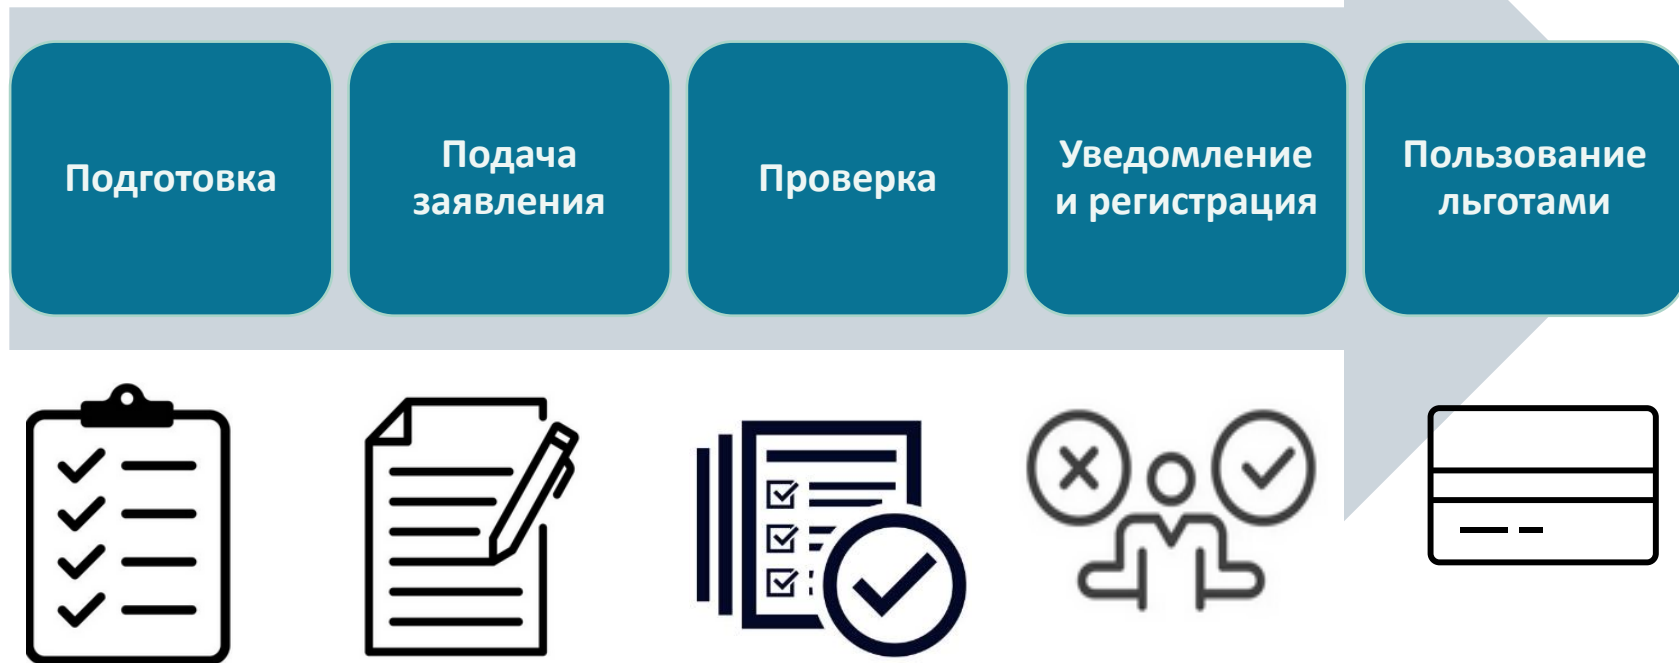 Подготовка
Подача
заявления
Проверка
Уведомление
и регистрация
Пользование
льготами